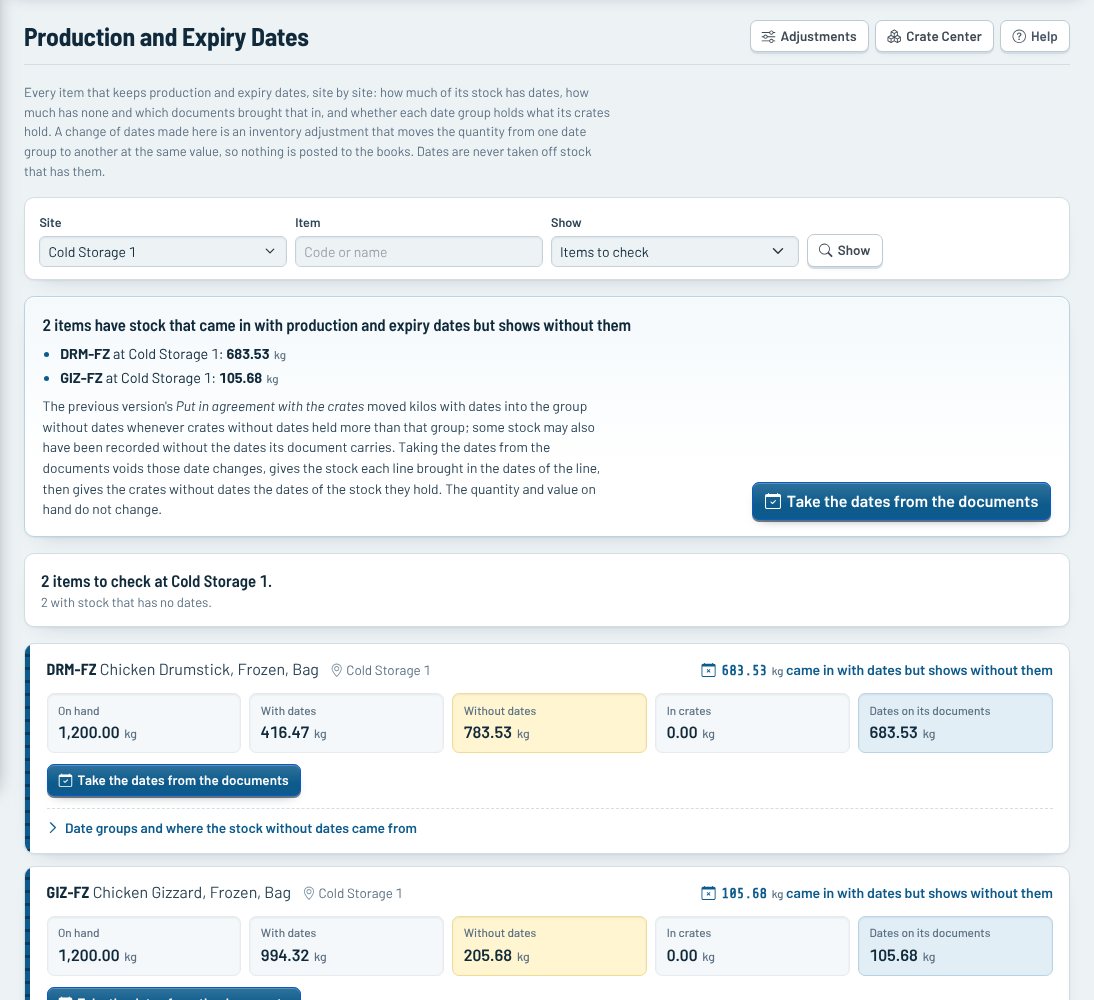 Production and Expiry Dates
Adjustments
Crate Center
Help
Every item that keeps production and expiry dates, site by site: how much of its stock has dates, how
much has none and which documents brought that in, and whether each date group holds what its crates
hold. A change of dates made here is an inventory adjustment that moves the quantity from one date
group to another at the same value, so nothing is posted to the books. Dates are never taken off stock
that has them.
Site
Item
Show
Cold Storage 1
Code or name
Items to check
Show
2 items have stock that came in with production and expiry dates but shows without them
DRM-FZ at Cold Storage 1: 683.53 kg
GIZ-FZ at Cold Storage 1: 105.68 kg
The previous version's Put in agreement with the crates moved kilos with dates into the group
without dates whenever crates without dates held more than that group; some stock may also
have been recorded without the dates its document carries. Taking the dates from the
documents voids those date changes, gives the stock each line brought in the dates of the line,
then gives the crates without dates the dates of the stock they hold. The quantity and value on
hand do not change.
Take the dates from the documents
2 items to check at Cold Storage 1.
2 with stock that has no dates.
DRM-FZ Chicken Drumstick, Frozen, Bag Cold Storage 1
683.53 kg came in with dates but shows without them
On hand
1,200.00 kg
With dates
416.47 kg
Without dates
783.53 kg
In crates
0.00 kg
Dates on its documents
683.53 kg
Take the dates from the documents
Date groups and where the stock without dates came from
GIZ-FZ Chicken Gizzard, Frozen, Bag Cold Storage 1
105.68 kg came in with dates but shows without them
On hand
1,200.00 kg
With dates
994.32 kg
Without dates
205.68 kg
In crates
0.00 kg
Dates on its documents
105.68 kg